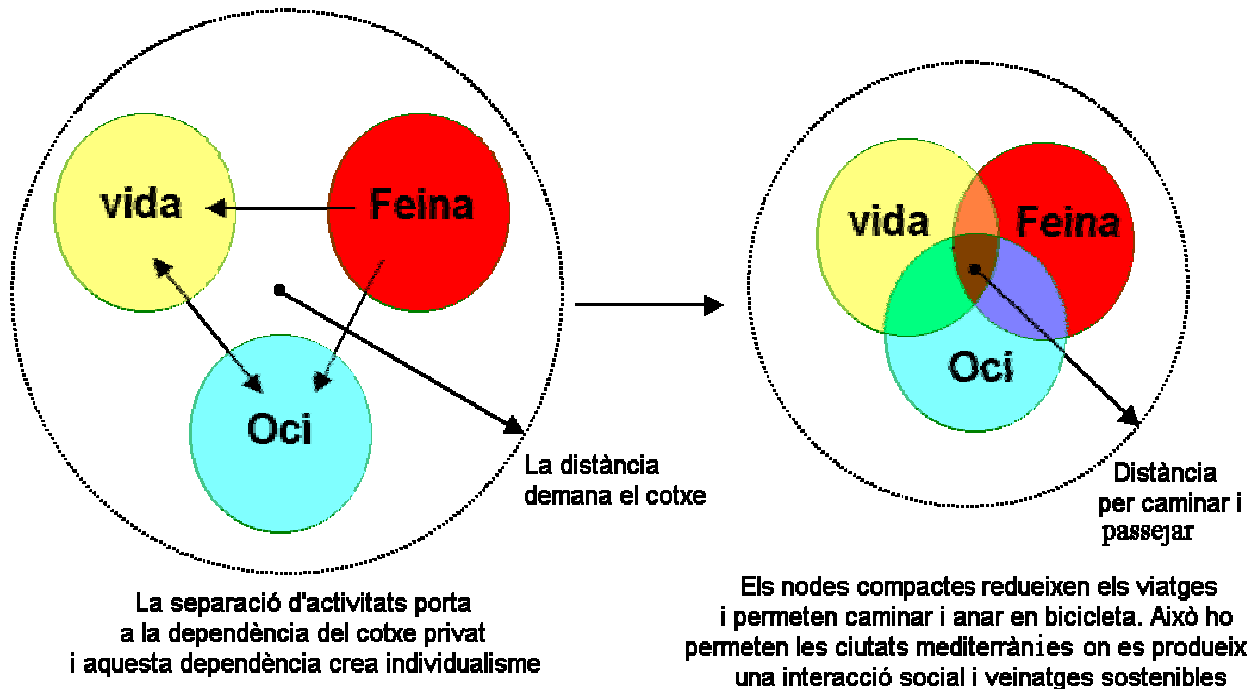 vida
Feina
Oci
La distància
demana el cotxe
La separació d'activitats porta
a la dependència del cotxe privat
i aquesta dependència crea individualisme
vida
Feina
Oci
Distància
per caminar i
passejar
Els nodes compactes redueixen els viatges
i permeten caminar i anar en bicicleta. Això ho
permeten les ciutats mediterrànies on es produeix
una interacció social i veinatges sostenibles